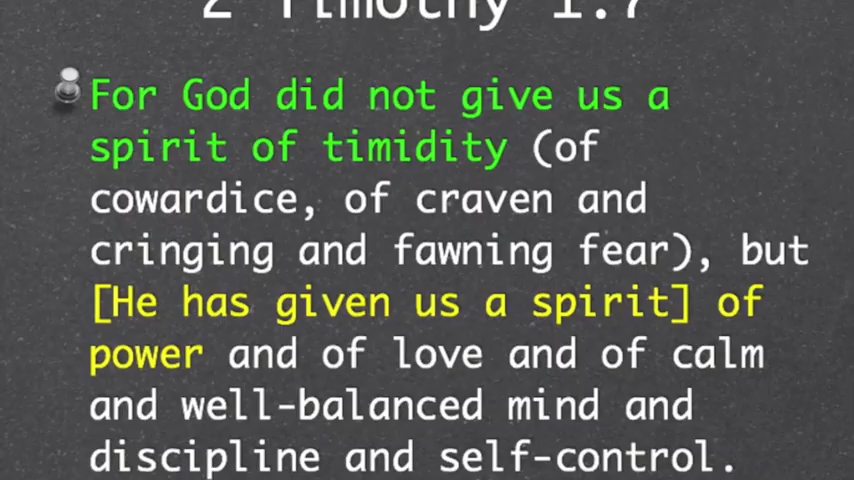 2 Timothy 1:7
For God did not give us a
spirit of timidity (of
cowardice, of craven and
cringing and fawning fear), but
[He has given us a spirit] of
power and of love and of calm
and well-balanced mind and
discipline and self-control.